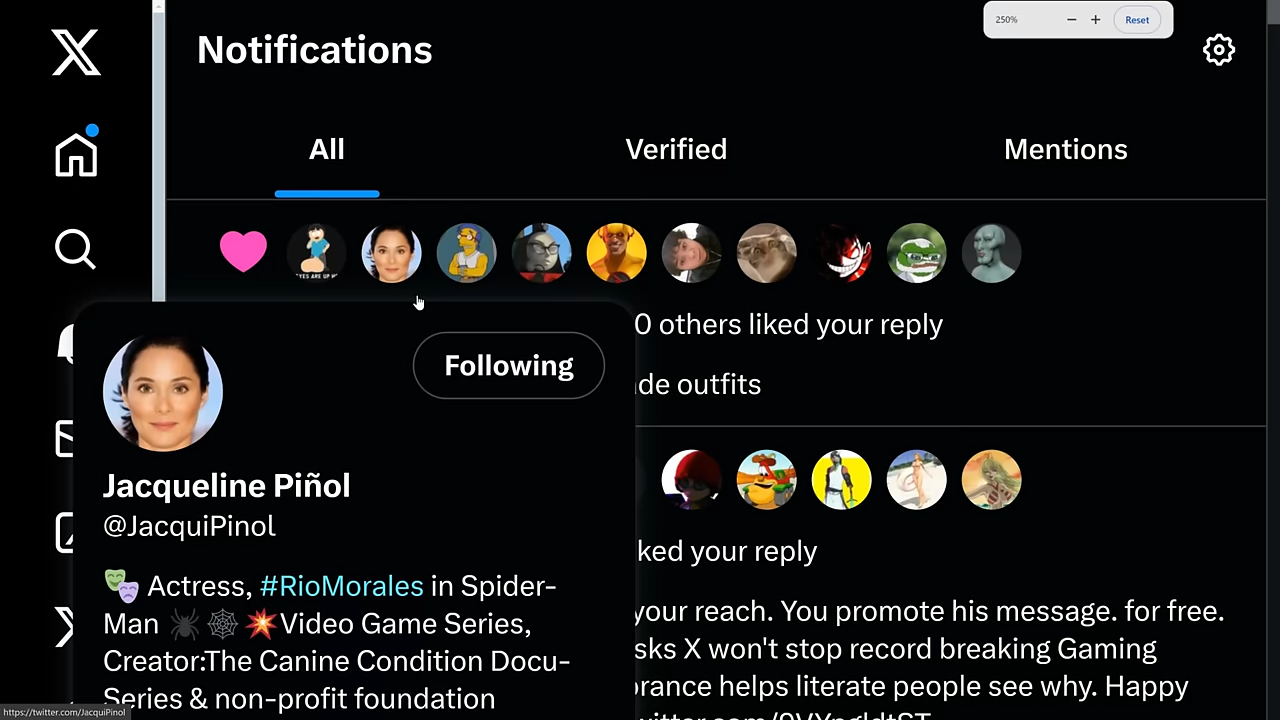 250%
Reset
Notifications
All
Verified
Mentions
0 others liked your reply
de outfits
Following
Jacqueline Piñol
@JacquiPinol
ked your reply
Actress, #RioMorales in Spider-
Man Video Game Series,
Creator:The Canine Condition Docu-
Series & non-profit foundation
your reach. You promote his message. for free.
sks X won't stop record breaking Gaming
orance helps literate people see why. Happy
https://twitter.com/JacquiPinol